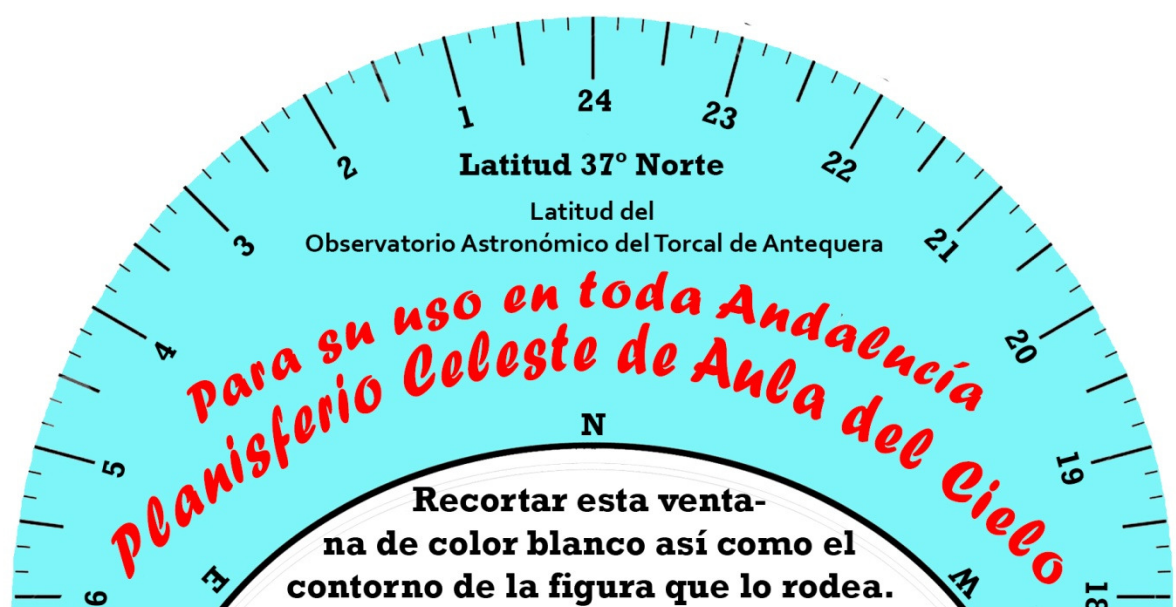 24
1
23
2
22
3
21
4
20
5
19
6
18
Latitud 37º Norte
Latitud del
Observatorio Astronómico del Torcal de Antequera
Para su uso en toda Andalucía
Planisferio Celeste de Aula del Cielo
N
E
W
Recortar esta venta-
na de color blanco así como el
contorno de la figura que lo rodea.